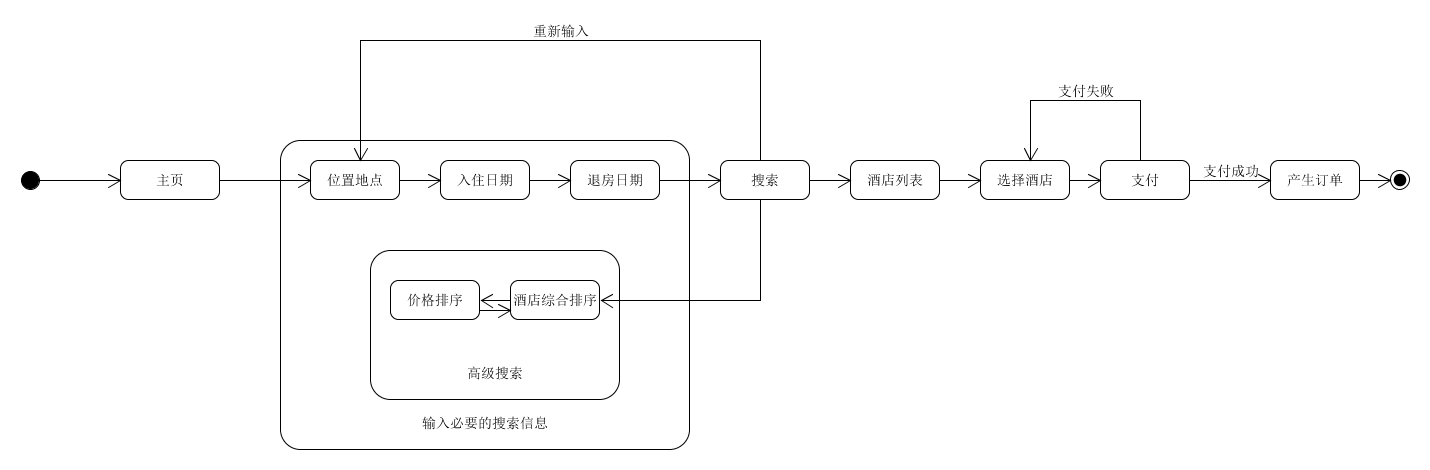 重新输入
支付失败
主页
位置地点
入住日期
退房日期
搜索
酒店列表
选择酒店
支付
支付成功
产生订单
价格排序
酒店综合排序
高级搜索
输入必要的搜索信息